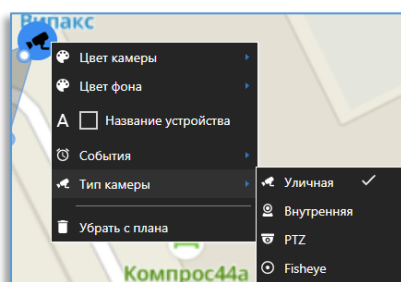 Випакс
Цвет камеры
Цвет фона
A Название устройства
События
Тип камеры
Убрать с плана
Уличная
Внутренняя
PTZ
Fisheye
Компрос44а